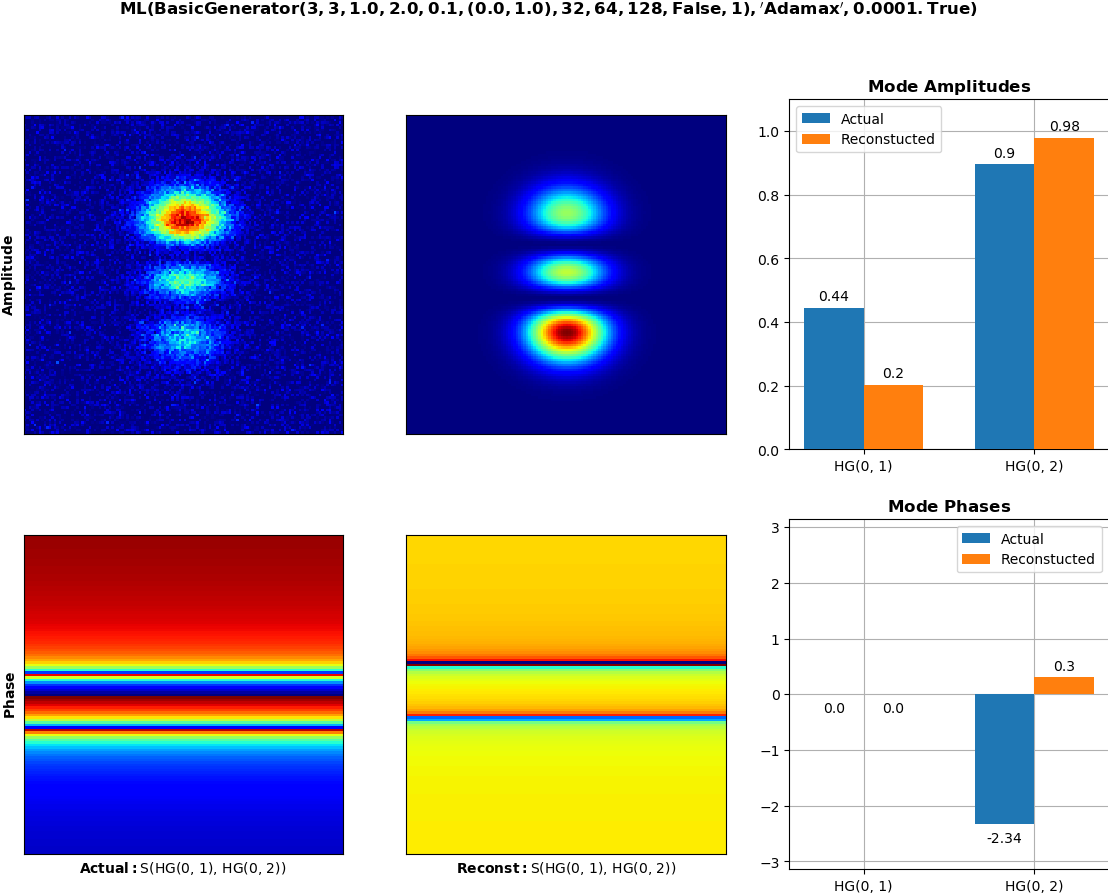 ML(BasicGenerator(3, 3, 1.0, 2.0, 0.1, (0.0, 1.0), 32, 64, 128, False, 1), ′Adamax′, 0.0001. True)
Amplitude
Mode Amplitudes
Actual
Reconstucted
1.0
0.8
0.6
0.4
0.2
0.0
0.44
0.2
0.9
0.98
HG(0, 1)
HG(0, 2)
Phase
Actual: S(HG(0, 1), HG(0, 2))
Reconst: S(HG(0, 1), HG(0, 2))
Mode Phases
Actual
Reconstucted
3
2
1
0
−1
−2
−3
0.0
0.0
-2.34
0.3
HG(0, 1)
HG(0, 2)